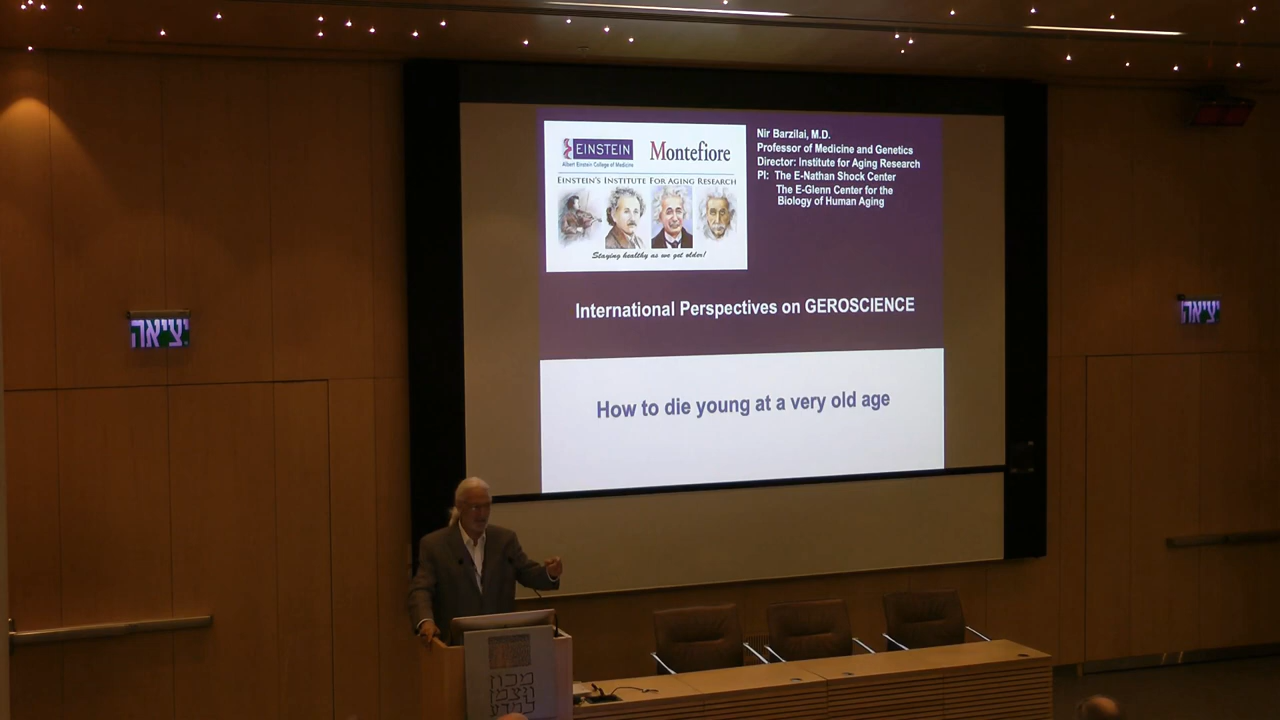 EINSTEIN
Albert Einstein College of Medicine
Montefiore
EINSTEIN'S INSTITUTE FOR AGING RESEARCH
Staying healthy as we get older!
Nir Barzilai, M.D.
Professor of Medicine and Genetics
Director: Institute for Aging Research
PI: The E-Nathan Shock Center
The E-Glenn Center for the
Biology of Human Aging
International Perspectives on GEROSCIENCE
How to die young at a very old age
יציאה
יציאה
מכון
ויצמן
למדע